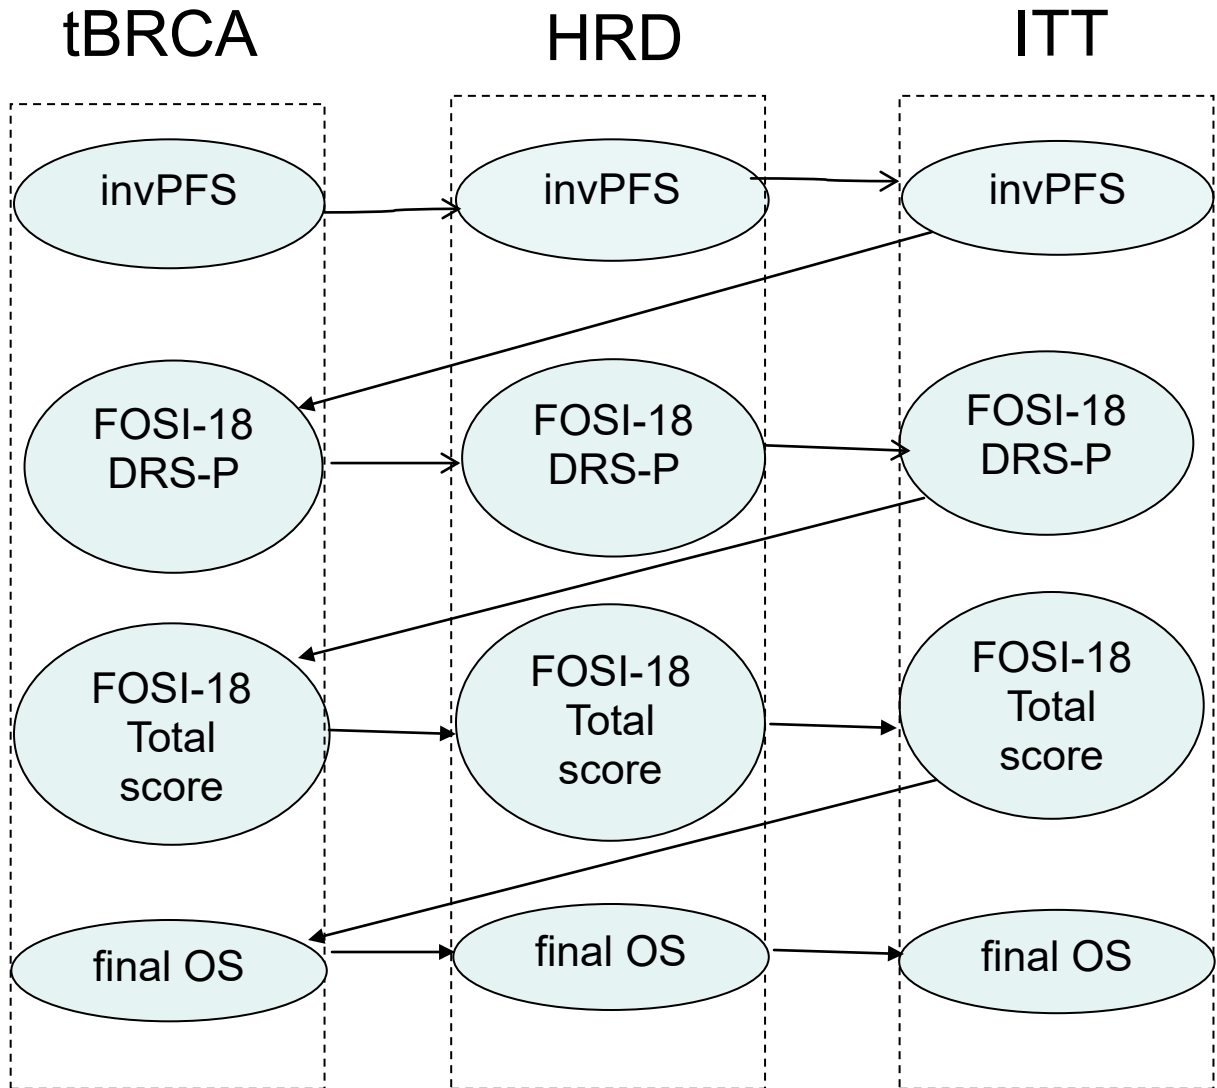 tBRCA HRD ITT
invPFS invPFS invPFS
FOSI-18 FOSI-18 FOSI-18
DRS-P DRS-P DRS-P
FOSI-18 FOSI-18 FOSI-18
Total Total Total
score score score
final OS final OS final OS